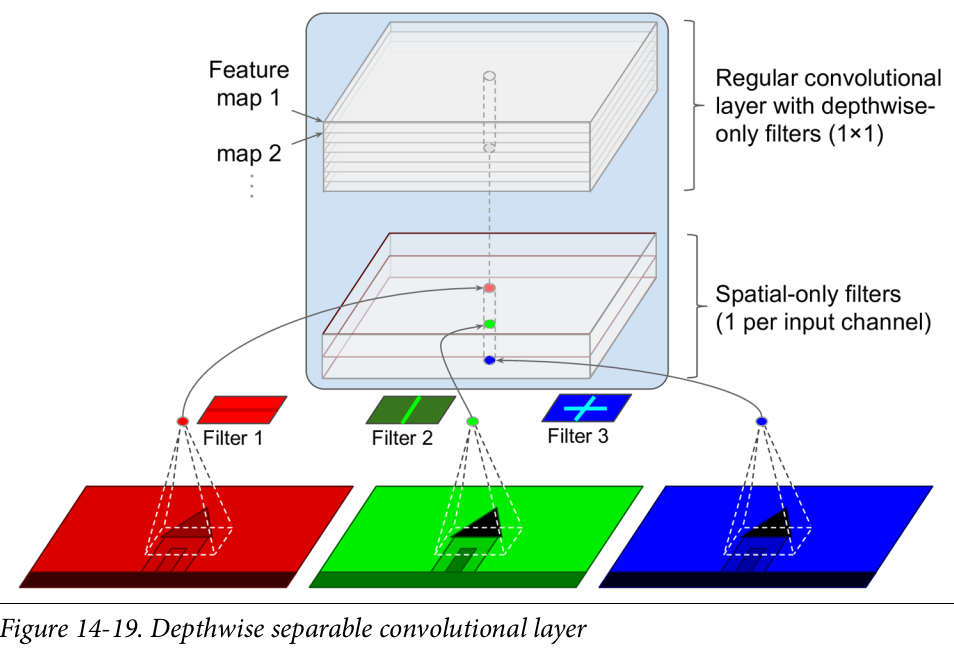 Feature
map 1
map 2
Regular convolutional
layer with depthwise-
only filters (1×1)
Spatial-only filters
(1 per input channel)
Filter 1
Filter 2
Filter 3
Figure 14-19. Depthwise separable convolutional layer